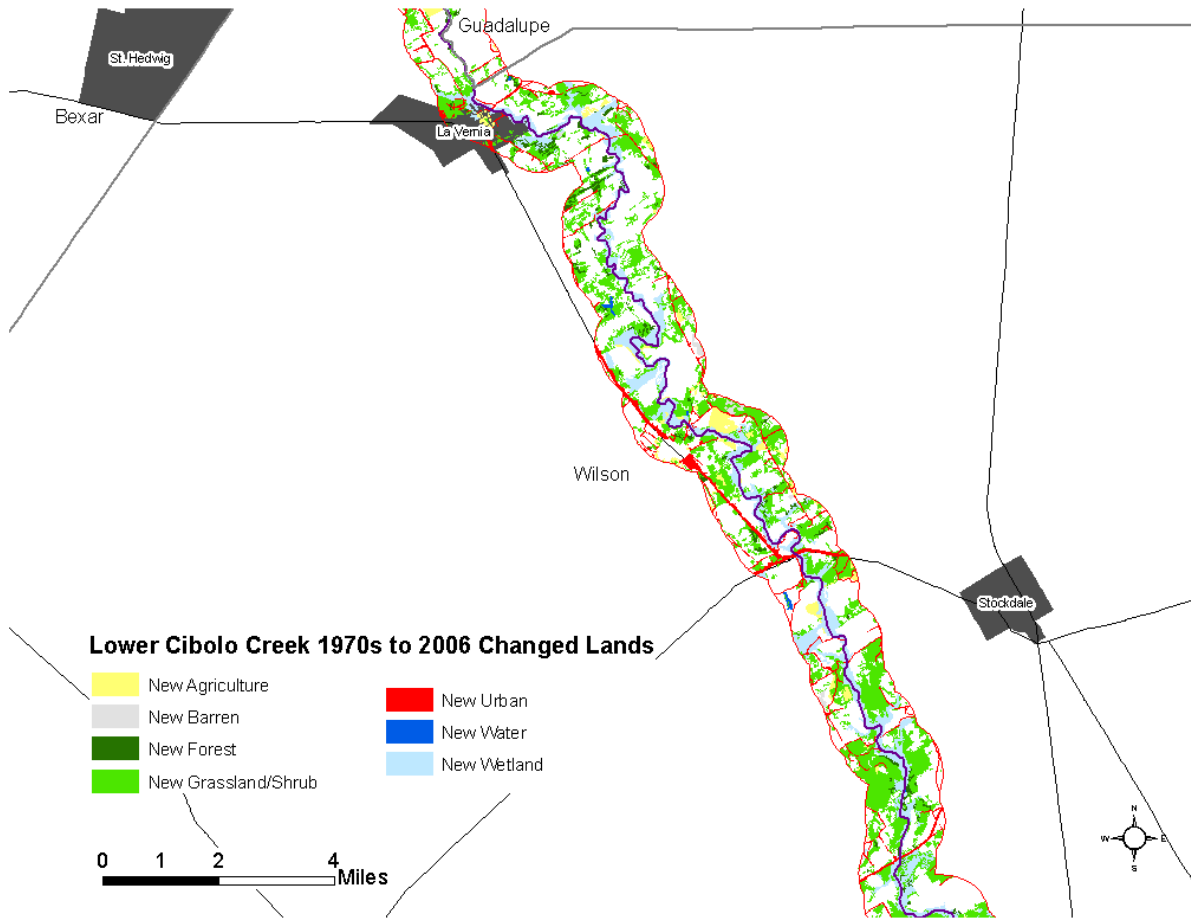 Guadalupe
St. Hedwig
Bexar
La Vernia
Wilson
Stockdale
Lower Cibolo Creek 1970s to 2006 Changed Lands
New Agriculture
New Barren
New Forest
New Grassland/Shrub
New Urban
New Water
New Wetland
0 1 2 4
Miles
N
W E
S